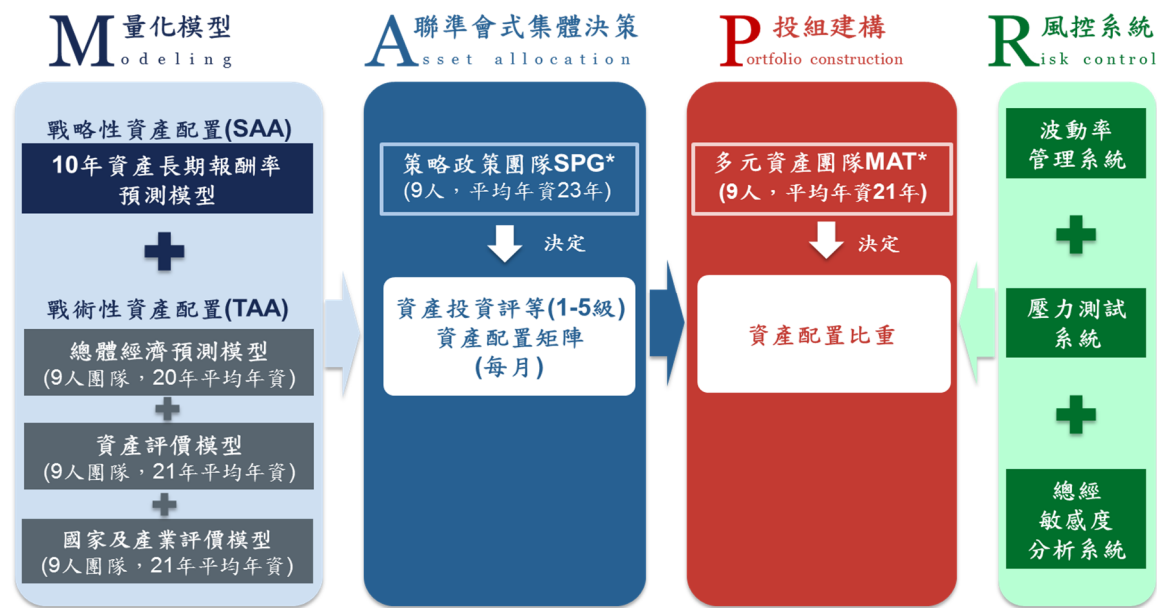 量化模型
Modeling
戰略性資產配置(SAA)
10年資產長期報酬率
預測模型
戰術性資產配置(TAA)
總體經濟預測模型
(9人團隊，20年平均年資)
資產評價模型
(9人團隊，21年平均年資)
國家及產業評價模型
(9人團隊，21年平均年資)
聯準會式集體決策
Asset allocation
策略政策團隊SPG*
(9人，平均年資23年)
決定
資產投資評等(1-5級)
資產配置矩陣
(每月)
投組建構
Portfolio construction
多元資產團隊MAT*
(9人，平均年資21年)
決定
資產配置比重
風控系統
Risk control
波動率
管理系統
壓力測試
系統
總經
敏感度
分析系統